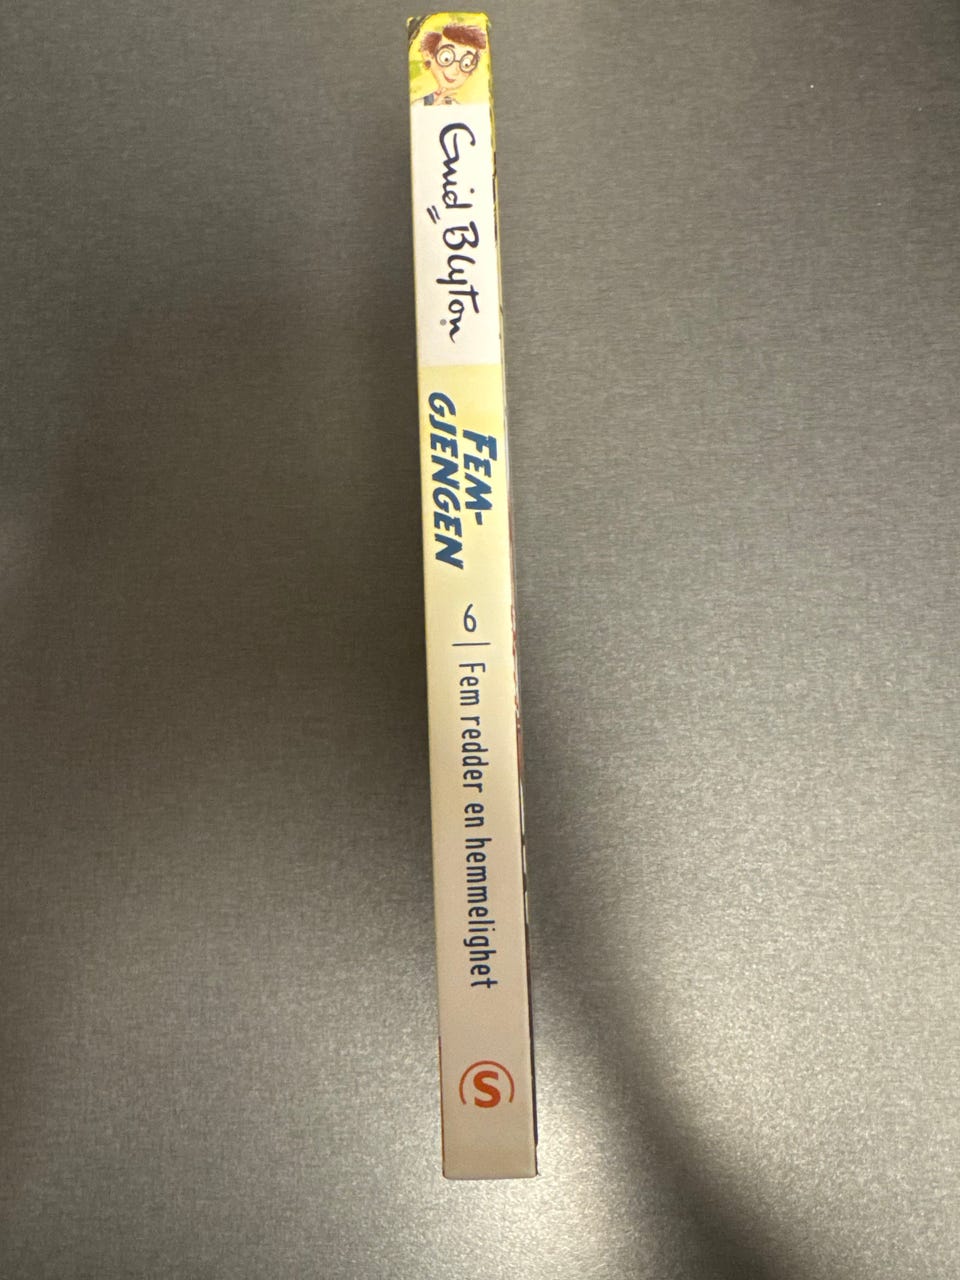 Enid Blyton
FEM-
GJENGEN
6 | Fem redder en hemmelighet
S